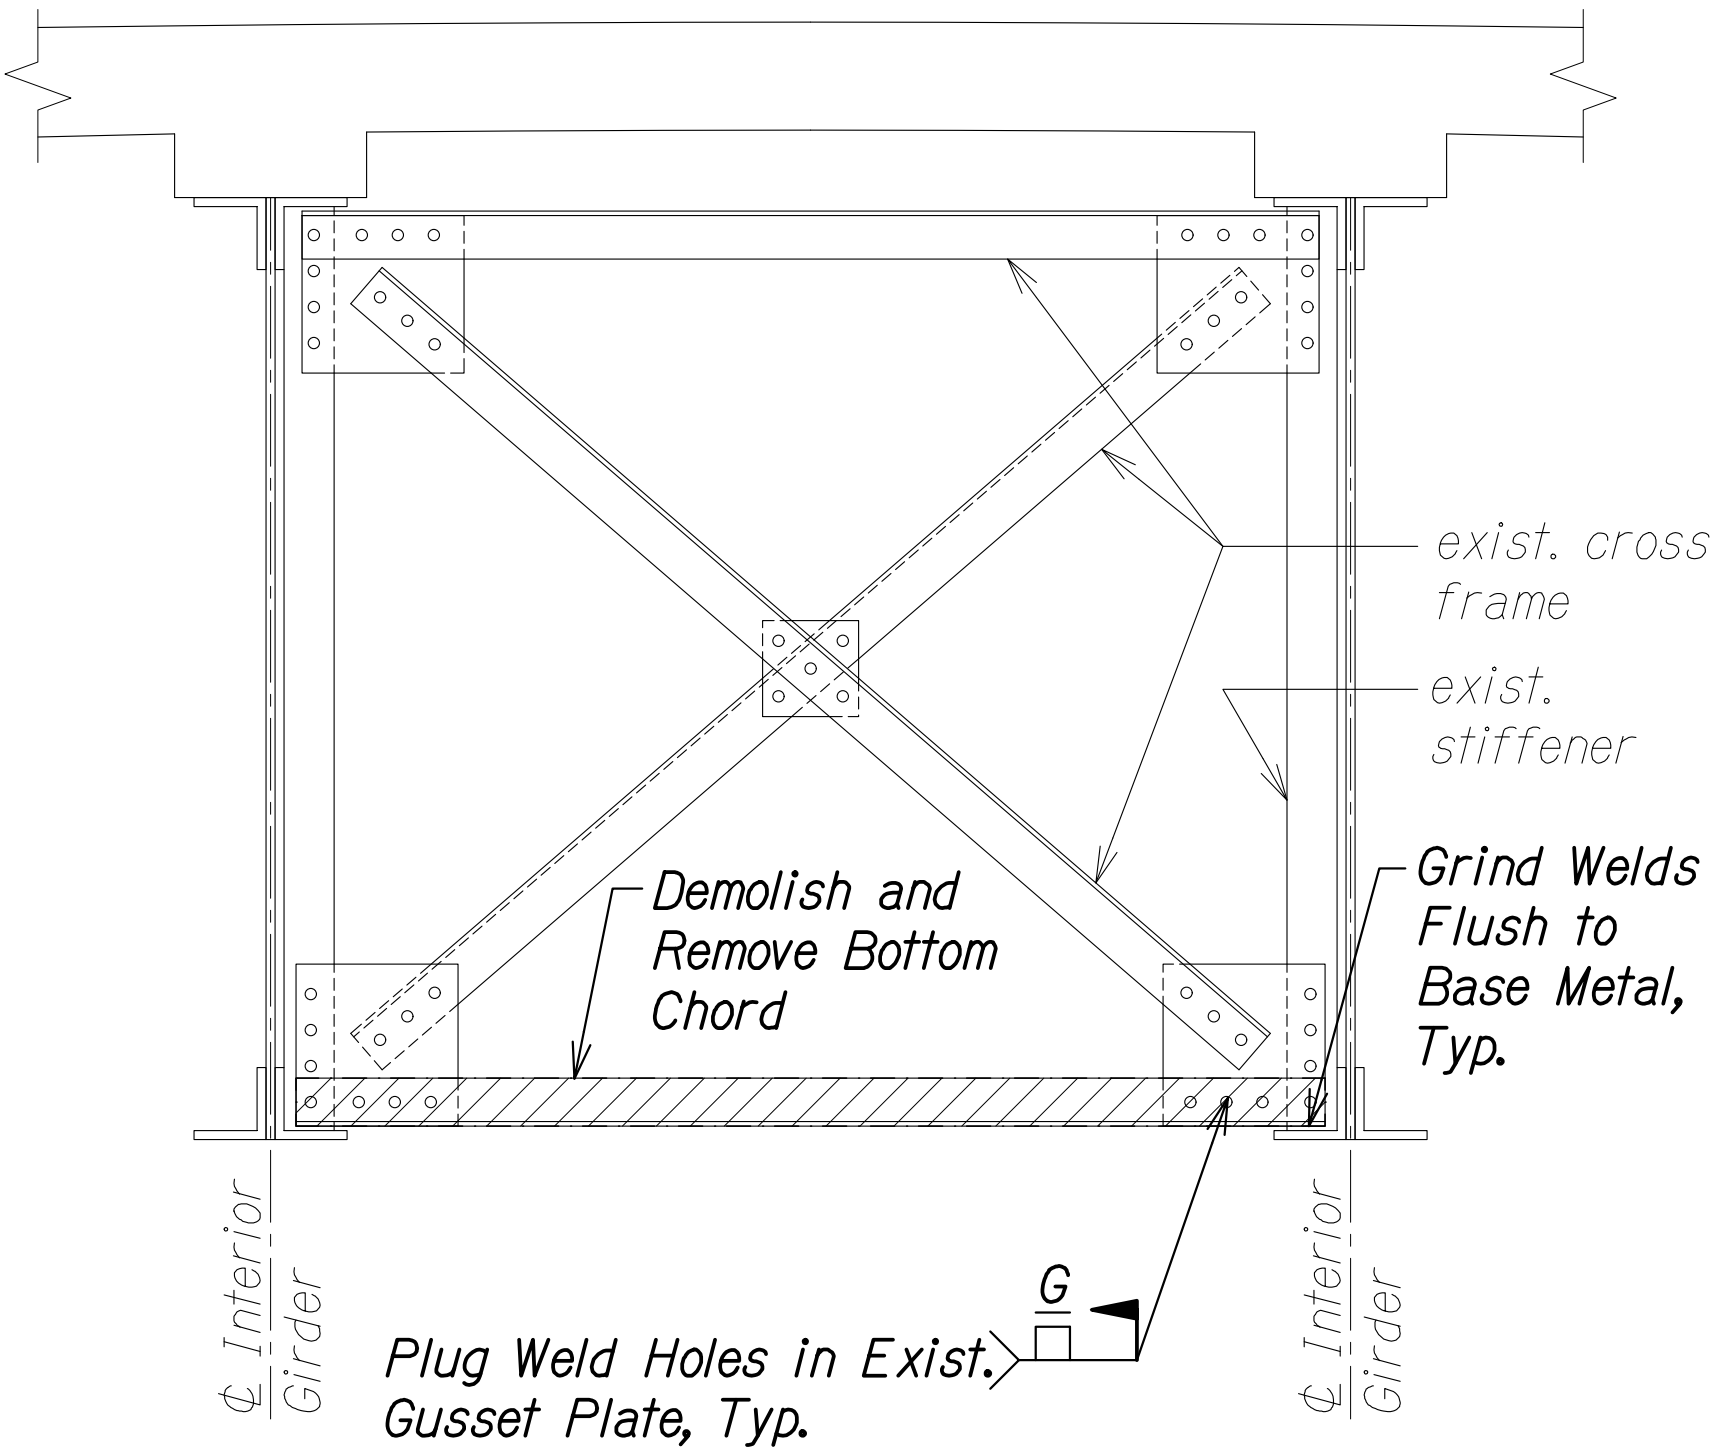 exist. cross
frame
exist.
stiffener
Demolish and
Remove Bottom
Chord
Grind Welds
Flush to
Base Metal,
Typ.
℄ Interior
Girder
G
Plug Weld Holes in Exist.
Gusset Plate, Typ.
℄ Interior
Girder